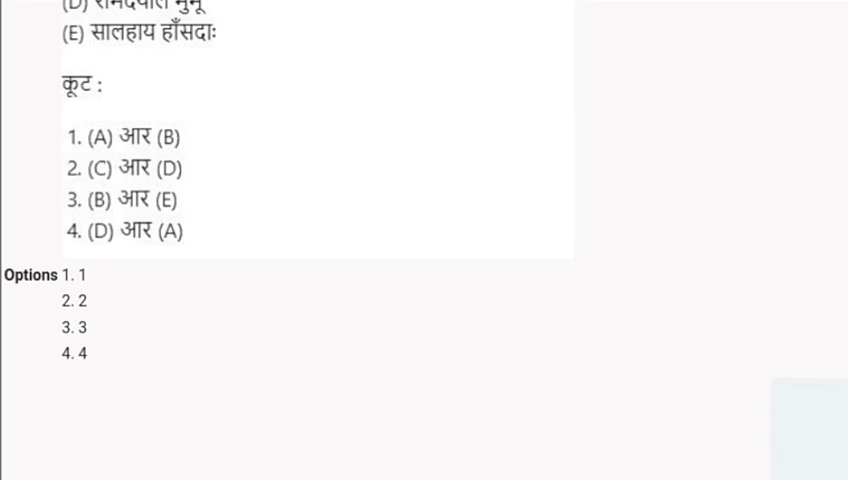 (D) रामदयाल मुर्मू
(E) सालहाय हाँसदाः
कूट :
1. (A) आर (B)
2. (C) आर (D)
3. (B) आर (E)
4. (D) आर (A)
Options 1. 1
2. 2
3. 3
4. 4